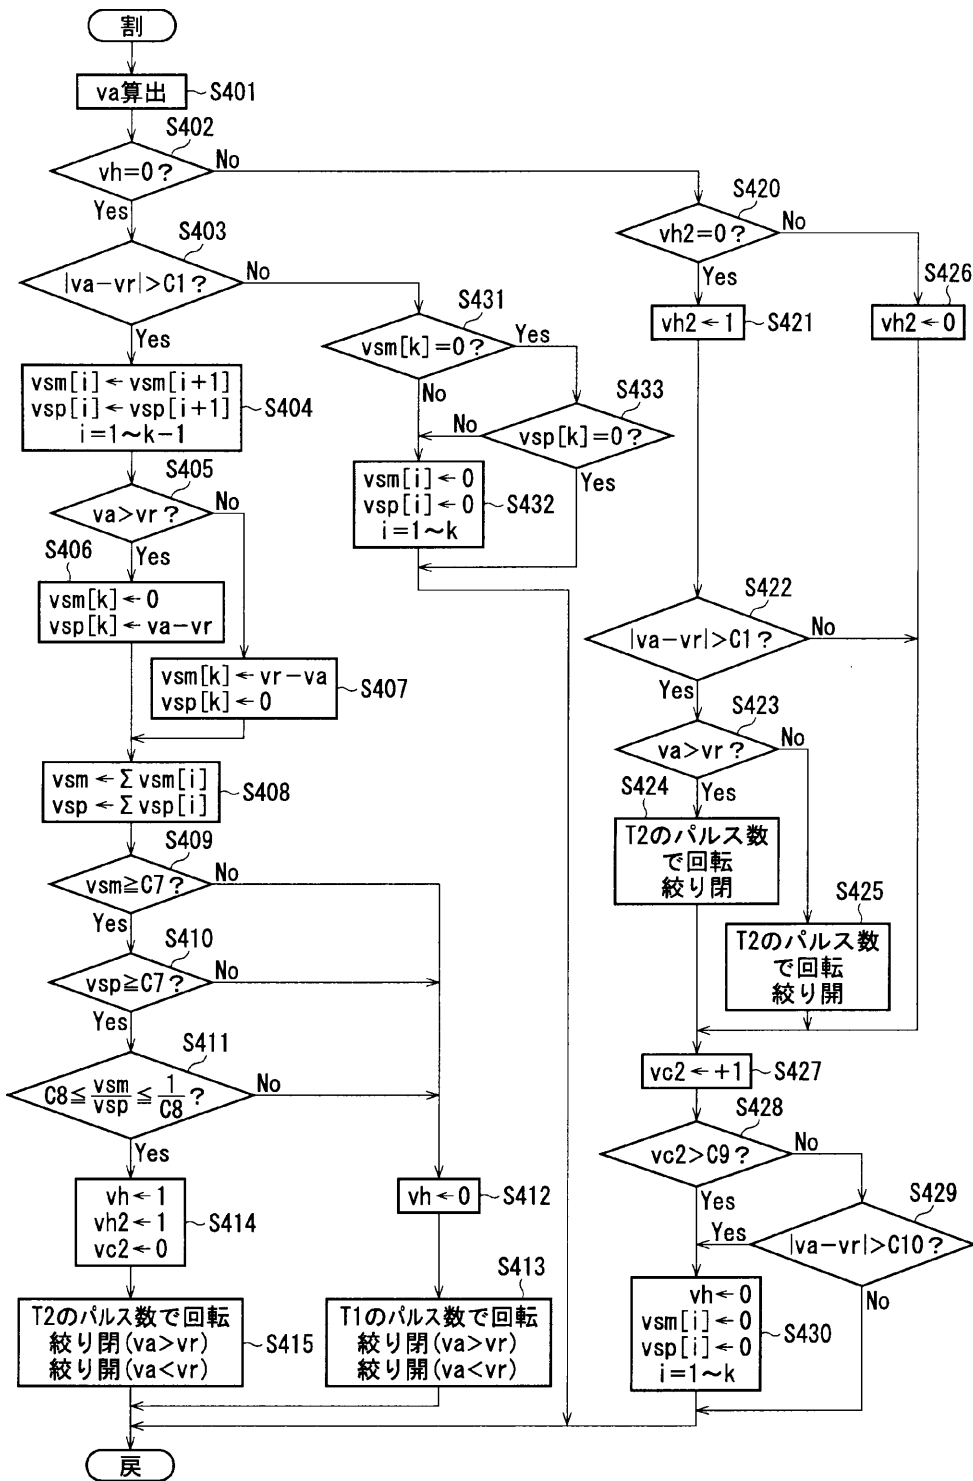 割
va算出
S401
S402
vh=0?
No
Yes
S403
|va-vr|>C1?
No
Yes
vsm[i]←vsm[i+1]
vsp[i]←vsp[i+1]
i=1~k-1
S404
S405
va>vr?
No
Yes
S406
vsm[k]←0
vsp[k]←va-vr
vsm[k]←vr-va
vsp[k]←0
S407
vsm←Σvsm[i]
vsp←Σvsp[i]
S408
S409
vsm≧C7?
No
Yes
S410
vsp≧C7?
No
Yes
S411
C8≦vsm/vsp≦1/C8?
No
Yes
vh←1
vh2←1
vc2←0
S414
T2のパルス数で回転
絞り閉(va>vr)
絞り開(va<vr)
S415
戻
S431
vsm[k]=0?
Yes
No
S433
vsp[k]=0?
No
Yes
vsm[i]←0
vsp[i]←0
i=1~k
S432
vh←0
S412
S413
T1のパルス数で回転
絞り閉(va>vr)
絞り開(va<vr)
S420
vh2=0?
No
Yes
S426
vh2←0
vh2←1
S421
S422
|va-vr|>C1?
No
Yes
S423
va>vr?
No
Yes
S424
T2のパルス数
で回転
絞り閉
S425
T2のパルス数
で回転
絞り開
vc2←+1
S427
S428
vc2>C9?
No
Yes
S429
|va-vr|>C10?
Yes
No
vh←0
vsm[i]←0
vsp[i]←0
i=1~k
S430